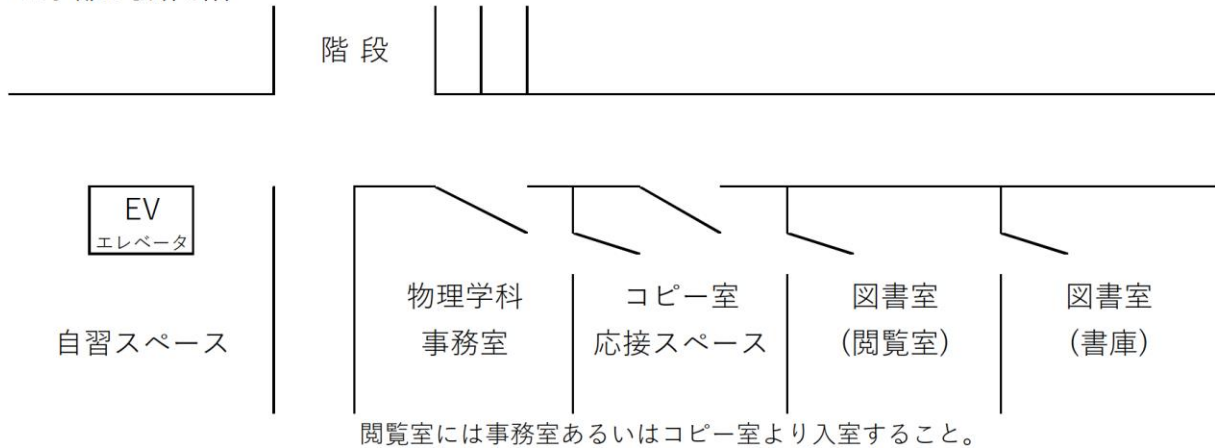 階 段
EV
エレベータ
自習スペース
物理学科
事務室
コピー室
応接スペース
図書室
(閲覧室)
図書室
(書庫)
閲覧室には事務室あるいはコピー室より入室すること。